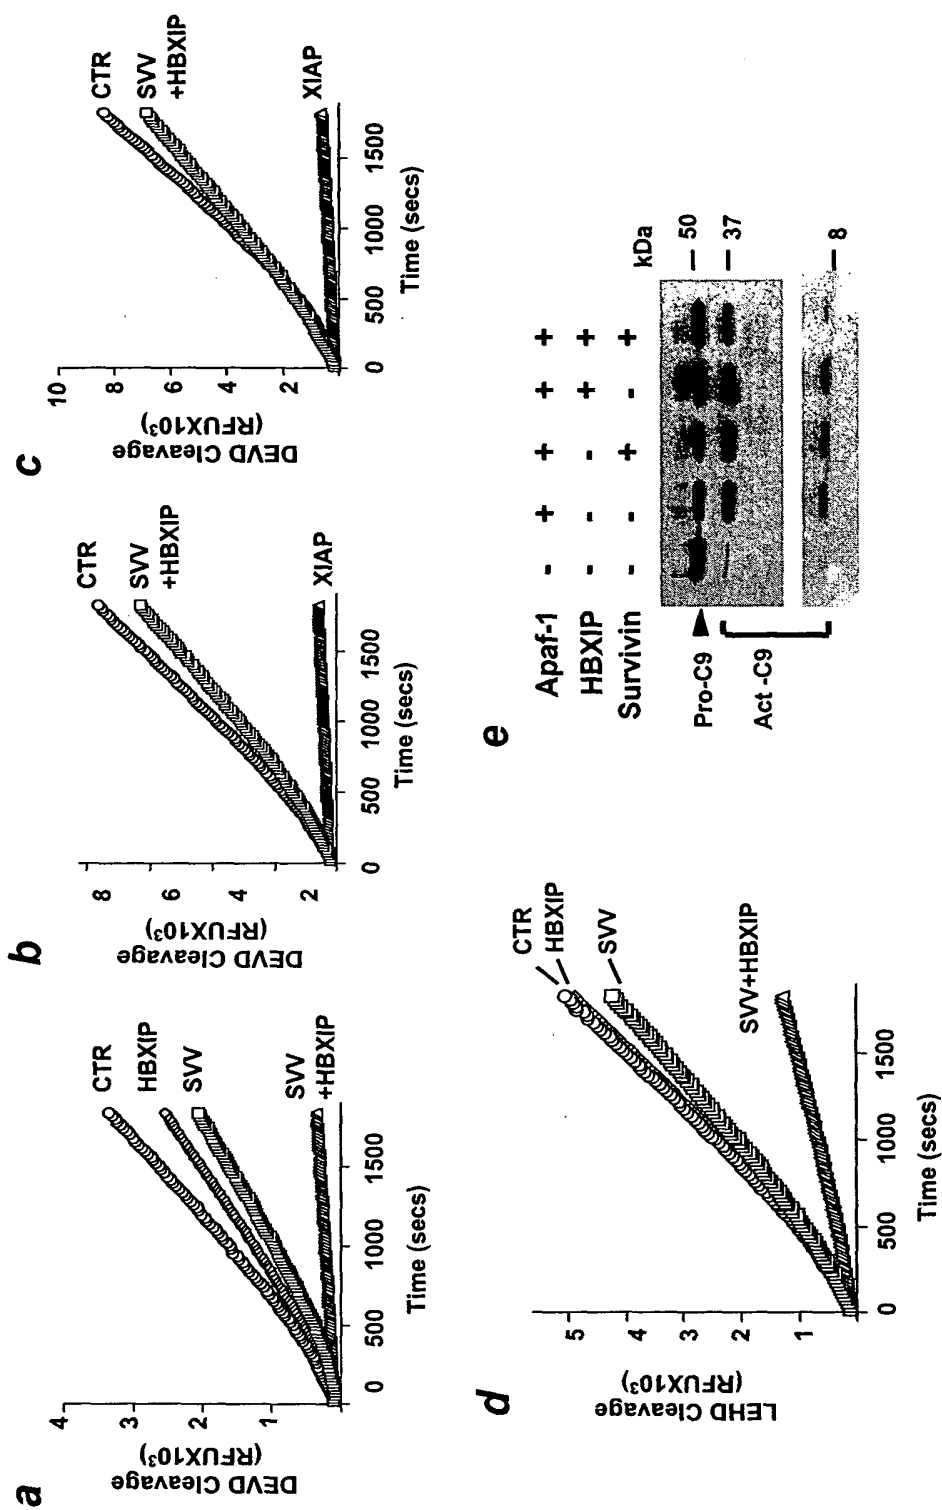 a
DEVD Cleavage
(RFUX10³)
4
3
2
1
0
500
1000
1500
Time (secs)
CTR
HBXIP
SVV
SVV
+HBXIP
b
DEVD Cleavage
(RFUX10³)
8
6
4
2
0
500
1000
1500
Time (secs)
CTR
SVV
+HBXIP
XIAP
c
DEVD Cleavage
(RFUX10³)
10
8
6
4
2
0
500
1000
1500
Time (secs)
CTR
SVV
+HBXIP
XIAP
d
LEHD Cleavage
(RFUX10³)
5
4
3
2
1
0
500
1000
1500
Time (secs)
CTR
HBXIP
SVV
SVV+HBXIP
e
Apaf-1 - + + + +
HBXIP - - - + +
Survivin - - + - +
kDa
Pro-C9
50
37
Act -C9
8